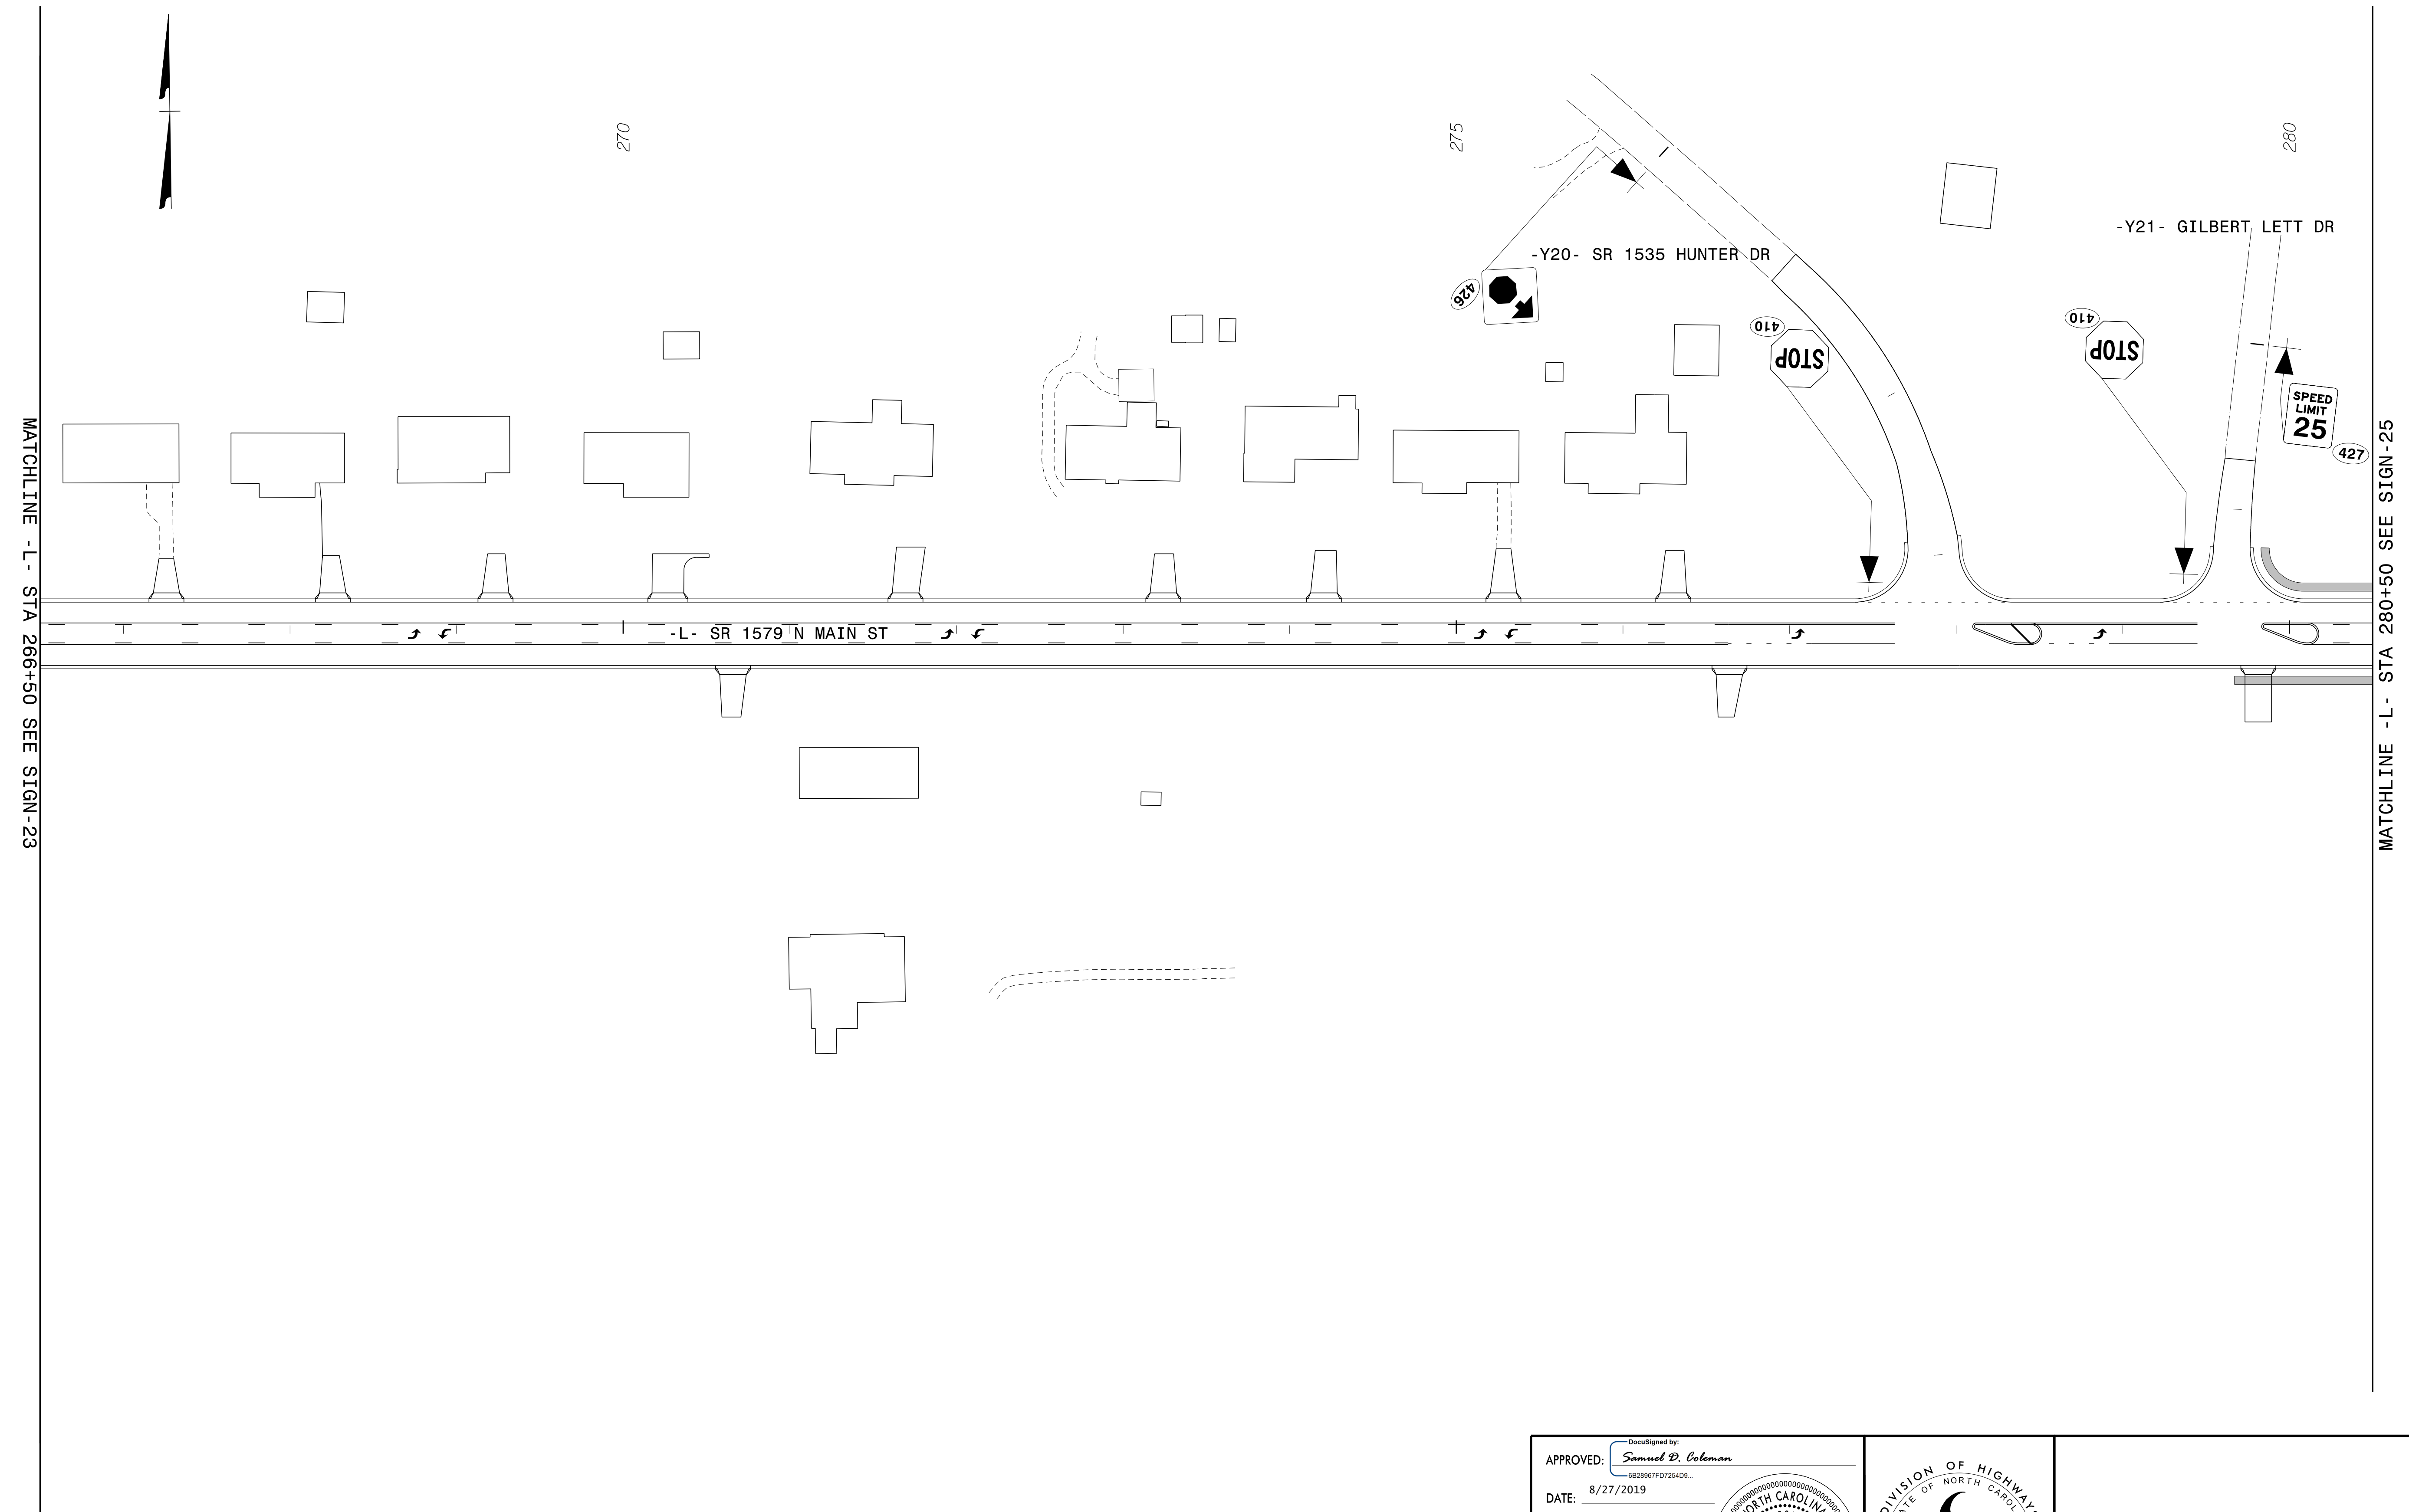 270
275
280
-Y21- GILBERT LETT DR
-Y20- SR 1535 HUNTER DR
426
410
STOP
410
STOP
SPEED
LIMIT
25
427
MATCHLINE -L- STA 266+50 SEE SIGN-23
-L- SR 1579 N MAIN ST
MATCHLINE -L- STA 280+50 SEE SIGN-25
DocuSigned by:
APPROVED: Samuel D. Coleman
6B28967FD7254D9...
DATE: 8/27/2019
NORTH CAROLINA
DIVISION OF HIGHWAYS
OF NORTH